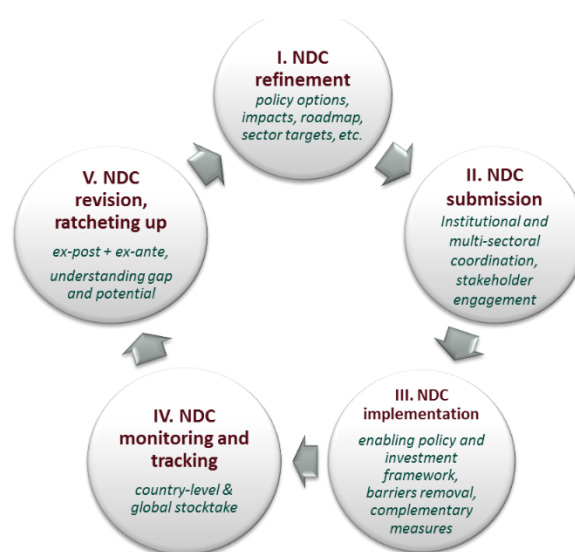 I. NDC
refinement
policy options,
impacts, roadmap,
sector targets, etc.
II. NDC
submission
Institutional and
multi-sectoral
coordination,
stakeholder
engagement
III. NDC
implementation
enabling policy and
investment
framework,
barriers removal,
complementary
measures
IV. NDC
monitoring and
tracking
country-level &
global stocktake
V. NDC
revision,
ratcheting up
ex-post + ex-ante,
understanding gap
and potential